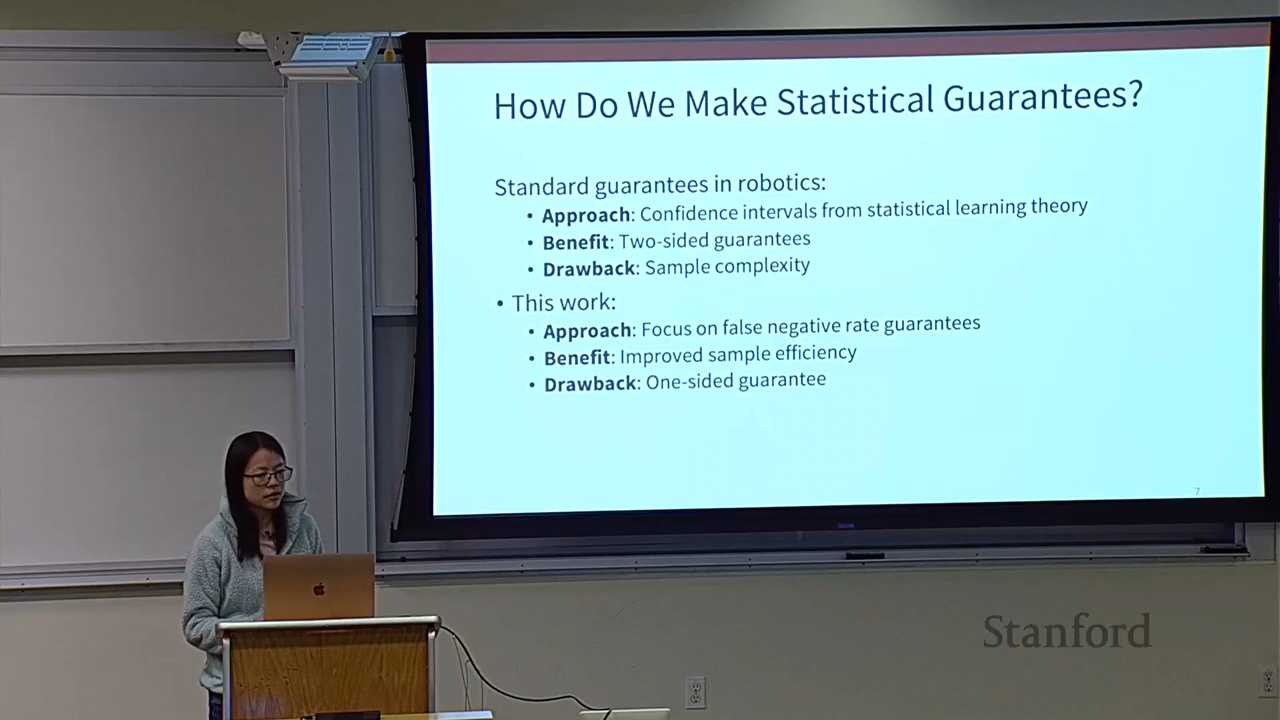 How Do We Make Statistical Guarantees?
Standard guarantees in robotics:
• Approach: Confidence intervals from statistical learning theory
• Benefit: Two-sided guarantees
• Drawback: Sample complexity
• This work:
• Approach: Focus on false negative rate guarantees
• Benefit: Improved sample efficiency
• Drawback: One-sided guarantee
7
Stanford